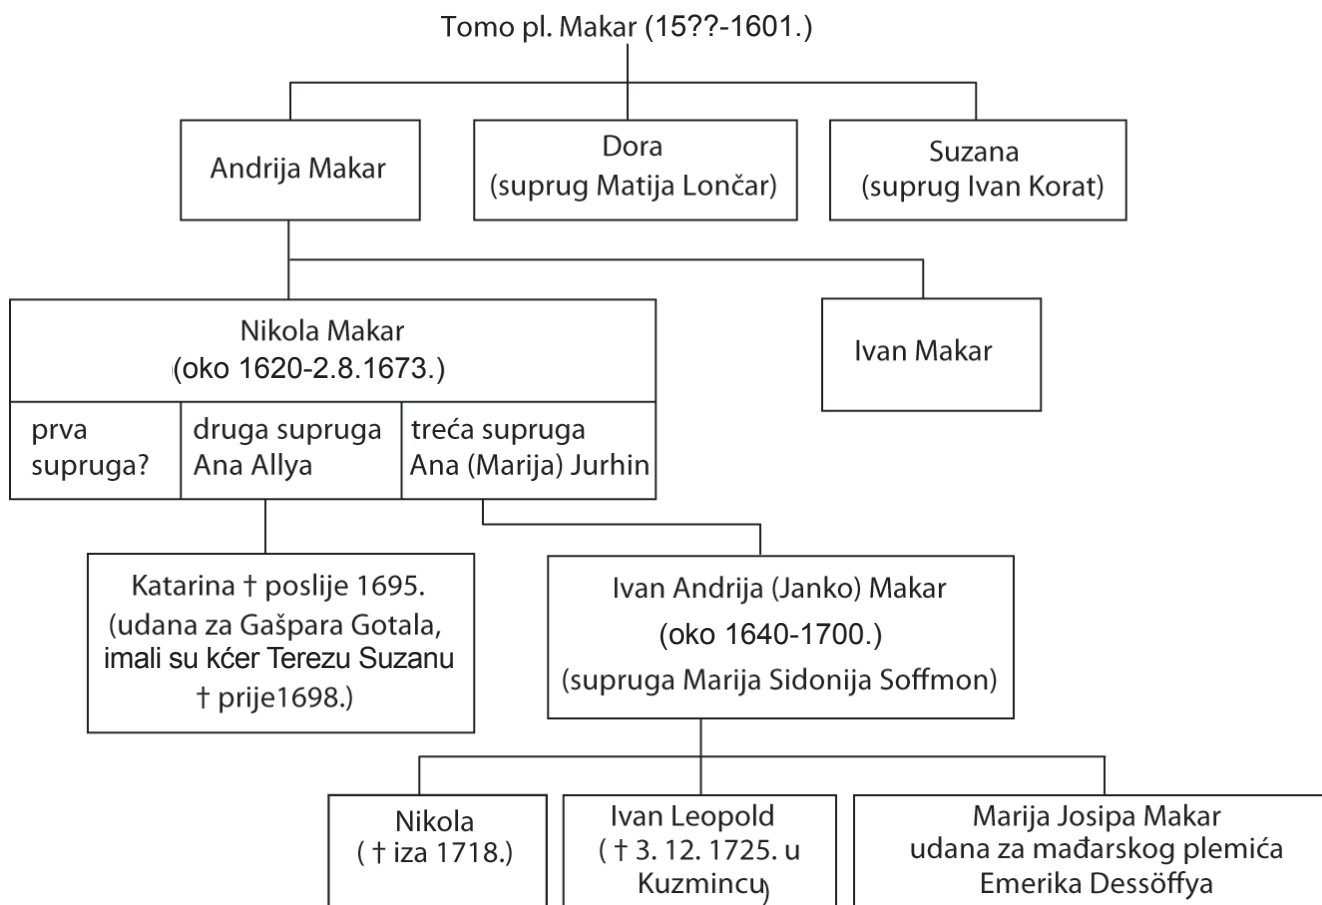 Tomo pl. Makar (15??-1601.)
Andrija Makar
Dora
(suprug Matija Lončar)
Suzana
(suprug Ivan Korat)
Nikola Makar
(oko 1620-2.8.1673.)
prva
supruga?
druga supruga
Ana Allya
treća supruga
Ana (Marija) Jurhin
Ivan Makar
Katarina † poslije 1695.
(udana za Gašpara Gotala,
imali su kćer Terezu Suzanu
† prije1698.)
Ivan Andrija (Janko) Makar
(oko 1640-1700.)
(supruga Marija Sidonija Soffmon)
Nikola
( † iza 1718.)
Ivan Leopold
( † 3. 12. 1725. u
Kuzmincu)
Marija Josipa Makar
udana za mađarskog plemića
Emerika Dessöffya